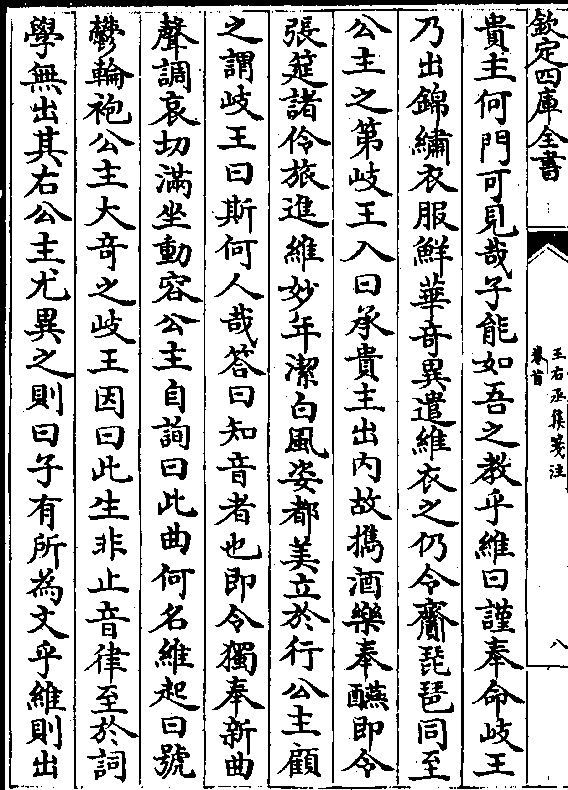 欽定四庫全書
王右丞集箋注
卷首
八
貴主何門可見哉子能如吾之教乎維曰謹奉命岐王
乃出錦繡衣服鮮華奇異遣維衣之仍令齎琵琶同至
公主之第岐王入曰承貴主出内故擕酒樂奉讌即令
張筵諸伶旅進維妙年潔白風姿都美立於行公主顧
之謂岐王曰斯何人哉答曰知音者也即令獨奉新曲
聲調哀切滿坐動容公主自詢曰此曲何名維起曰號
鬱輪袍公主大奇之岐王因曰此生非止音律至於詞
學無出其右公主尤異之則曰子有所為文乎維則出